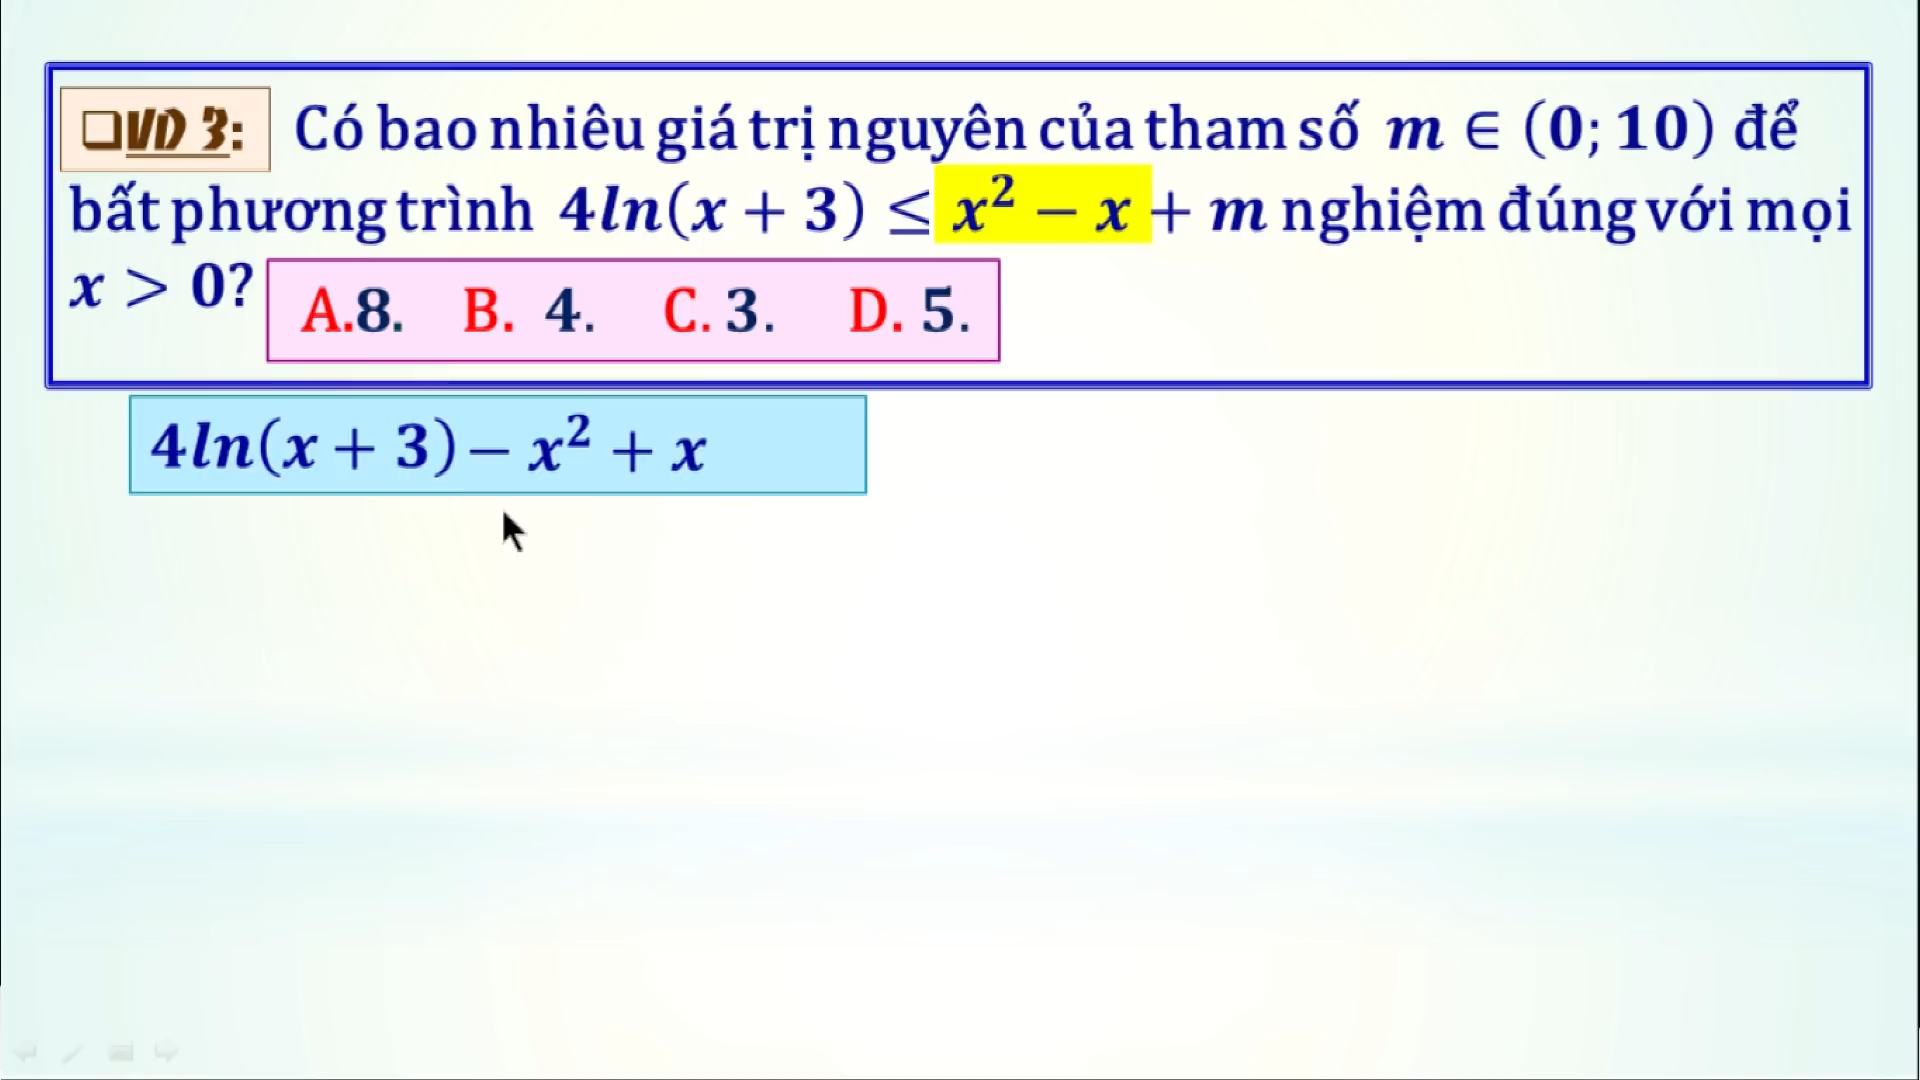 ❑VD 3: Có bao nhiêu giá trị nguyên của tham số m ∈ (0; 10) để
bất phương trình 4ln(x + 3) ≤ x² − x + m nghiệm đúng với mọi
x > 0?
A.8. B. 4. C. 3. D. 5.
4ln(x + 3) − x² + x